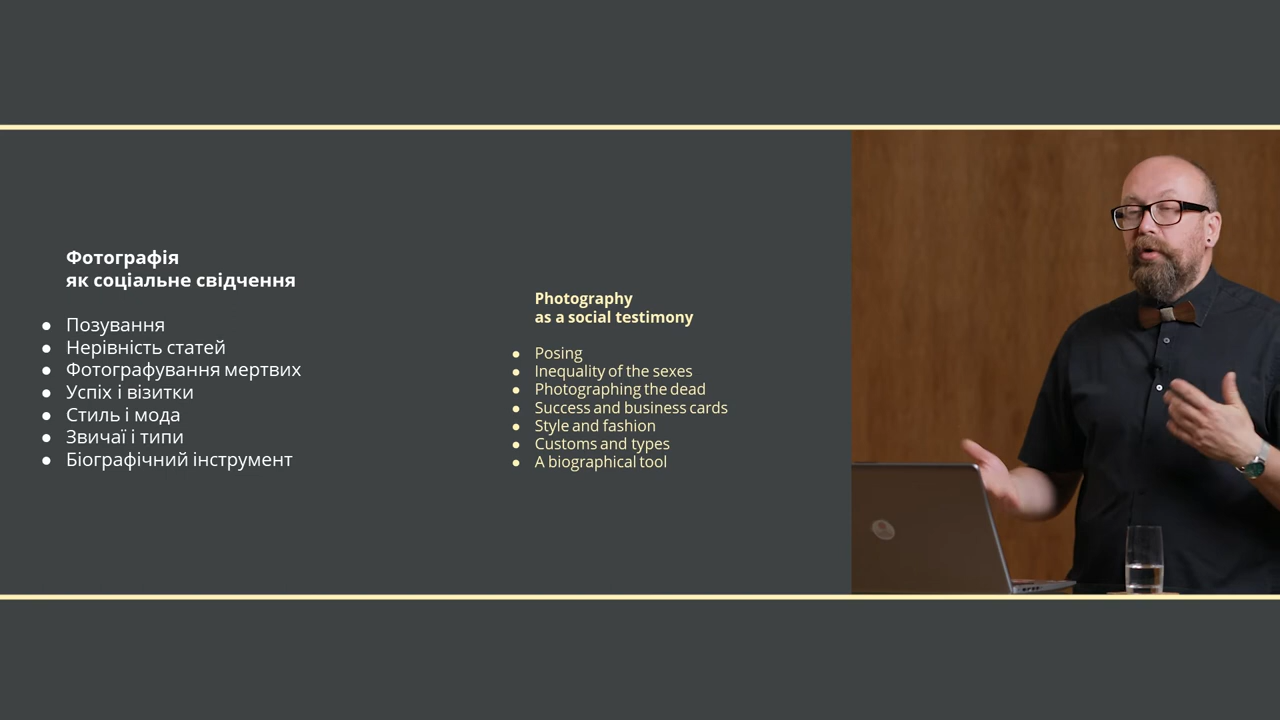 Фотографія
як соціальне свідчення
● Позування
● Нерівність статей
● Фотографування мертвих
● Успіх і візитки
● Стиль і мода
● Звичаї і типи
● Біографічний інструмент
Photography
as a social testimony
● Posing
● Inequality of the sexes
● Photographing the dead
● Success and business cards
● Style and fashion
● Customs and types
● A biographical tool